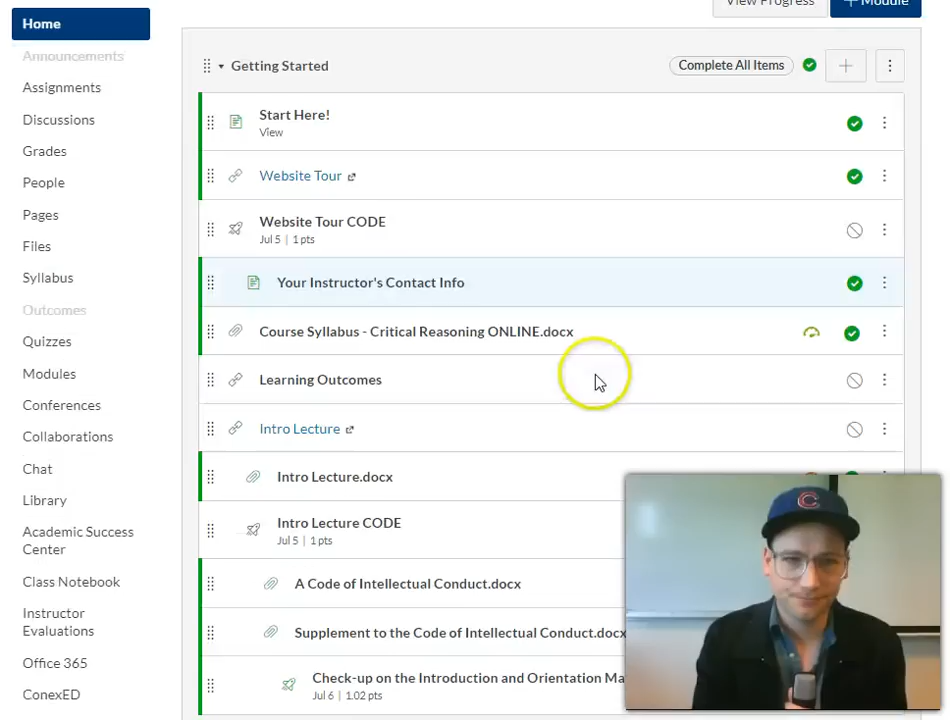 Home
Announcements
Assignments
Discussions
Grades
People
Pages
Files
Syllabus
Outcomes
Quizzes
Modules
Conferences
Collaborations
Chat
Library
Academic Success
Center
Class Notebook
Instructor
Evaluations
Office 365
ConexED
View Progress
+ Module
Getting Started
Complete All Items
Start Here!
View
Website Tour
Website Tour CODE
Jul 5 | 1 pts
Your Instructor's Contact Info
Course Syllabus - Critical Reasoning ONLINE.docx
Learning Outcomes
Intro Lecture
Intro Lecture.docx
Intro Lecture CODE
Jul 5 | 1 pts
A Code of Intellectual Conduct.docx
Supplement to the Code of Intellectual Conduct.docx
Check-up on the Introduction and Orientation Ma
Jul 6 | 1.02 pts
C